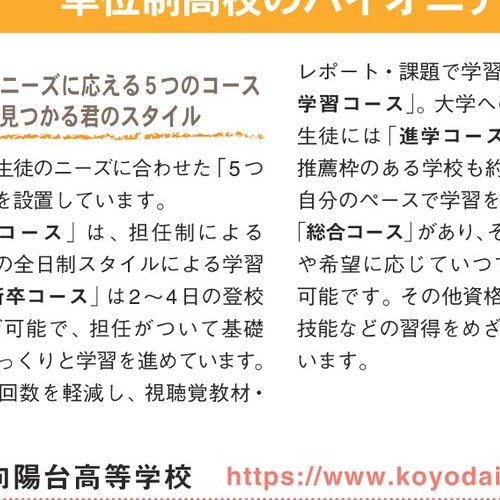 単位制高校のパイオニア
ニーズに応える5つのコース
見つかる君のスタイル
生徒のニーズに合わせた「5つ
を設置しています。
コース」は、担任制による
の全日制スタイルによる学習
新卒コース」は2〜4日の登校
可能で、担任がついて基礎
っくりと学習を進めています。
回数を軽減し、視聴覚教材・
レポート・課題で学習
学習コース」。大学へ
生徒には「進学コース
推薦枠のある学校も約
自分のペースで学習を
「総合コース」があり、そ
や希望に応じていつ
可能です。その他資格
技能などの習得をめざ
います。
向陽台高等学校 https://www.koyodai